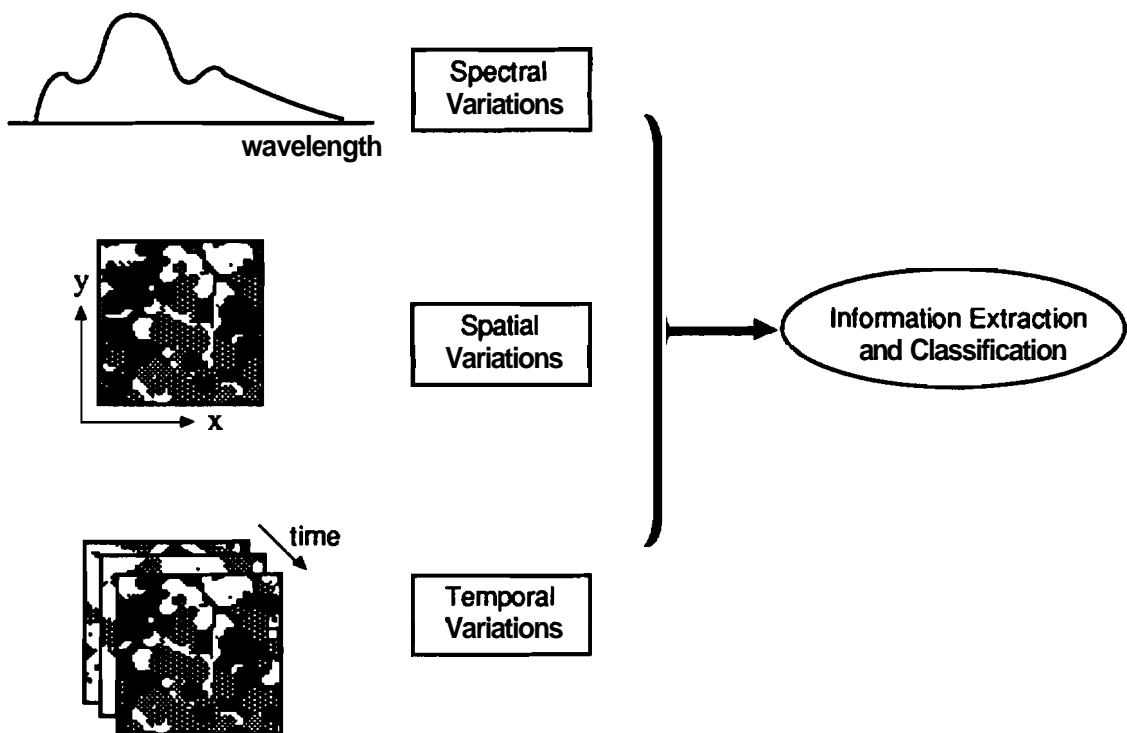 Spectral
Variations
wavelength
y
x
Spatial
Variations
Information Extraction
and Classification
time
Temporal
Variations